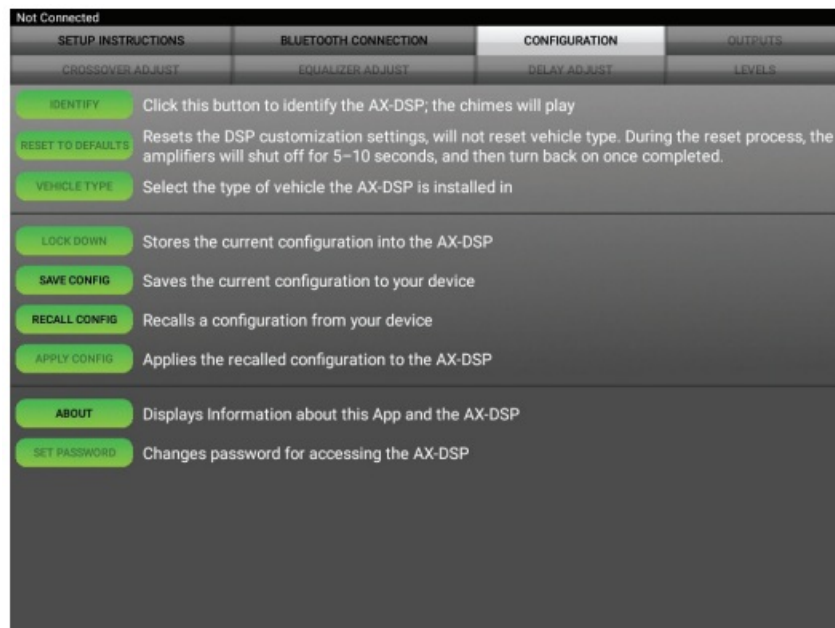 Not Connected
SETUP INSTRUCTIONS BLUETOOTH CONNECTION CONFIGURATION OUTPUTS
CROSSOVER ADJUST EQUALIZER ADJUST DELAY ADJUST LEVELS
IDENTIFY Click this button to identify the AX-DSP; the chimes will play
RESET TO DEFAULTS Resets the DSP customization settings, will not reset vehicle type. During the reset process, the
amplifiers will shut off for 5–10 seconds, and then turn back on once completed.
VEHICLE TYPE Select the type of vehicle the AX-DSP is installed in
LOCK DOWN Stores the current configuration into the AX-DSP
SAVE CONFIG Saves the current configuration to your device
RECALL CONFIG Recalls a configuration from your device
APPLY CONFIG Applies the recalled configuration to the AX-DSP
ABOUT Displays Information about this App and the AX-DSP
SET PASSWORD Changes password for accessing the AX-DSP